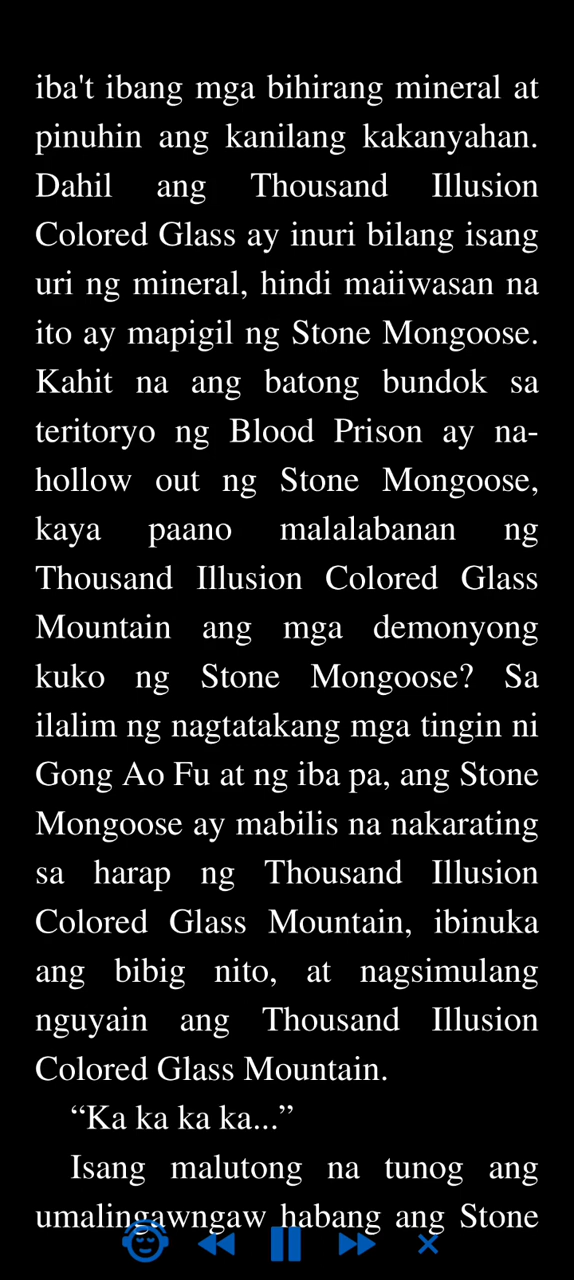 iba't ibang mga bihirang mineral at
pinuhin ang kanilang kakanyahan.
Dahil ang Thousand Illusion
Colored Glass ay inuri bilang isang
uri ng mineral, hindi maiiwasan na
ito ay mapigil ng Stone Mongoose.
Kahit na ang batong bundok sa
teritoryo ng Blood Prison ay na-
hollow out ng Stone Mongoose,
kaya paano malalabanan ng
Thousand Illusion Colored Glass
Mountain ang mga demonyong
kuko ng Stone Mongoose? Sa
ilalim ng nagtatakang mga tingin ni
Gong Ao Fu at ng iba pa, ang Stone
Mongoose ay mabilis na nakarating
sa harap ng Thousand Illusion
Colored Glass Mountain, ibinuka
ang bibig nito, at nagsimulang
nguyain ang Thousand Illusion
Colored Glass Mountain.
“Ka ka ka ka...”
Isang malutong na tunog ang
umalingawngaw habang ang Stone